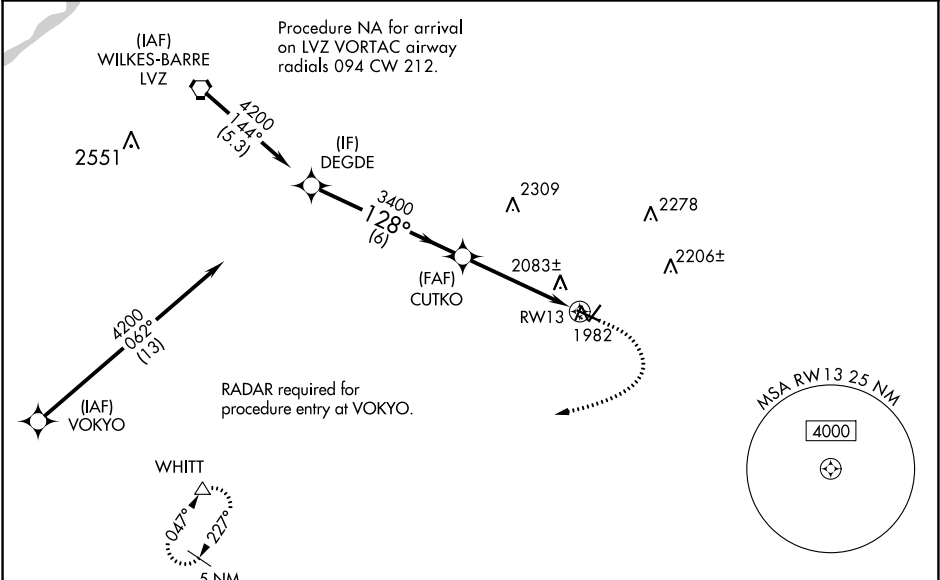 Procedure NA for arrival
on LVZ VORTAC airway
radials 094 CW 212.
(IAF)
WILKES-BARRE
LVZ
4200
144°
(5.3)
2551
(IF)
DEGDE
3400
128°
(6)
2309
2278
2206±
2083±
(FAF)
CUTKO
RW13
1982
4200
062°
(13)
(IAF)
VOKYO
RADAR required for
procedure entry at VOKYO.
MSA RW13 25 NM
4000
WHITT
047°
227°
5 NM